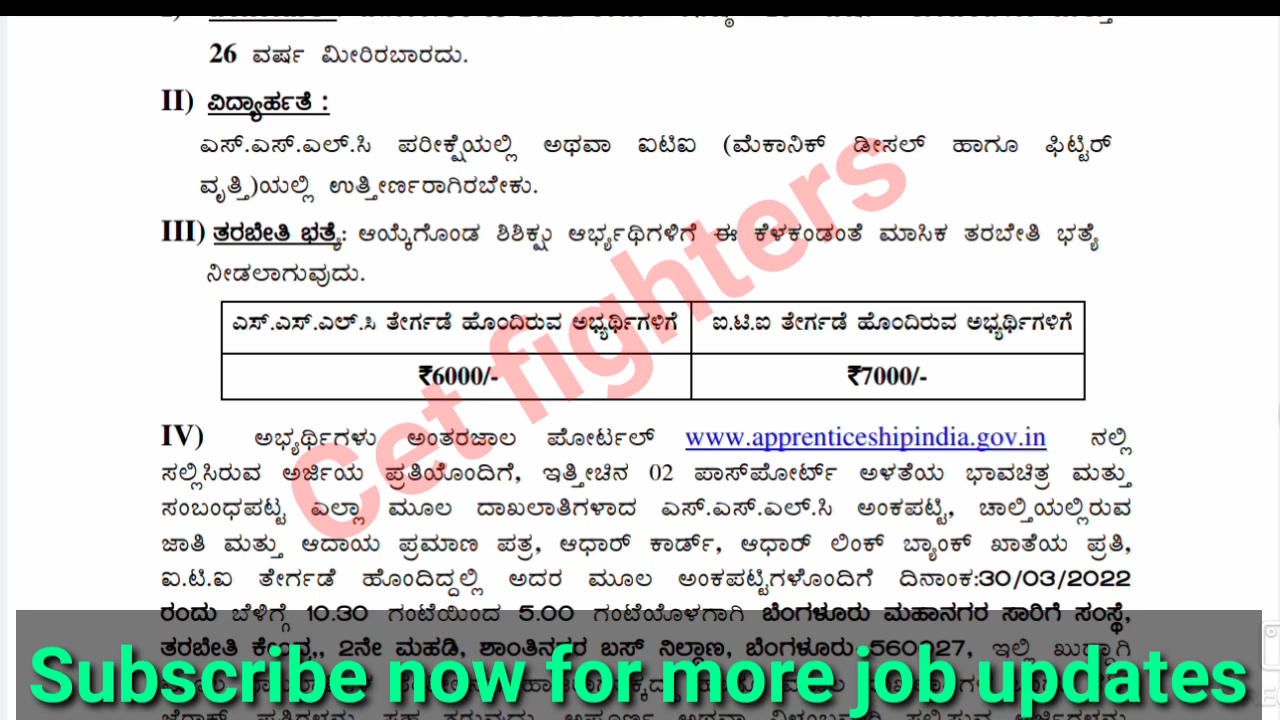 26 ವರ್ಷ ಮೀರಿರಬಾರದು.
II) ವಿದ್ಯಾರ್ಹತೆ :
ಎಸ್.ಎಸ್.ಎಲ್.ಸಿ ಪರೀಕ್ಷೆಯಲ್ಲಿ ಅಥವಾ ಐಟಿಐ (ಮೆಕಾನಿಕ್ ಡೀಸಲ್ ಹಾಗೂ ಫಿಟ್ಟಿರ್
ವೃತ್ತಿ)ಯಲ್ಲಿ ಉತ್ತೀರ್ಣರಾಗಿರಬೇಕು.
III) ತರಬೇತಿ ಭತ್ಯೆ: ಆಯ್ಕೆಗೊಂಡ ಶಿಶಿಕ್ಷು ಆರ್ಭ್ಯಥಿಗಳಿಗೆ ಈ ಕೆಳಕಂಡಂತೆ ಮಾಸಿಕ ತರಬೇತಿ ಭತ್ಯೆ
ನೀಡಲಾಗುವುದು.
ಎಸ್.ಎಸ್.ಎಲ್.ಸಿ ತೇರ್ಗಡೆ ಹೊಂದಿರುವ ಅಭ್ಯರ್ಥಿಗಳಿಗೆ ಐ.ಟಿ.ಐ ತೇರ್ಗಡೆ ಹೊಂದಿರುವ ಅಭ್ಯರ್ಥಿಗಳಿಗೆ
₹6000/- ₹7000/-
Cet fighters
IV) ಅಭ್ಯರ್ಥಿಗಳು ಅಂತರಜಾಲ ಪೋರ್ಟಲ್ www.apprenticeshipindia.gov.in ನಲ್ಲಿ
ಸಲ್ಲಿಸಿರುವ ಅರ್ಜಿಯ ಪ್ರತಿಯೊಂದಿಗೆ, ಇತ್ತೀಚಿನ 02 ಪಾಸ್‌ಪೋರ್ಟ್ ಅಳತೆಯ ಭಾವಚಿತ್ರ ಮತ್ತು
ಸಂಬಂಧಪಟ್ಟ ಎಲ್ಲಾ ಮೂಲ ದಾಖಲಾತಿಗಳಾದ ಎಸ್.ಎಸ್.ಎಲ್.ಸಿ ಅಂಕಪಟ್ಟಿ, ಚಾಲ್ತಿಯಲ್ಲಿರುವ
ಜಾತಿ ಮತ್ತು ಆದಾಯ ಪ್ರಮಾಣ ಪತ್ರ, ಆಧಾರ್ ಕಾರ್ಡ್, ಆಧಾರ್ ಲಿಂಕ್ ಬ್ಯಾಂಕ್ ಖಾತೆಯ ಪ್ರತಿ,
ಐ.ಟಿ.ಐ ತೇರ್ಗಡೆ ಹೊಂದಿದ್ದಲ್ಲಿ ಅದರ ಮೂಲ ಅಂಕಪಟ್ಟಿಗಳೊಂದಿಗೆ ದಿನಾಂಕ:30/03/2022
ರಂದು ಬೆಳಿಗ್ಗೆ 10.30 ಗಂಟೆಯಿಂದ 5.00 ಗಂಟೆಯೊಳಗಾಗಿ ಬೆಂಗಳೂರು ಮಹಾನಗರ ಸಾರಿಗೆ ಸಂಸ್ಥೆ,
ತರಬೇತಿ ಕೇಂದ್ರ,, 2ನೇ ಮಹಡಿ, ಶಾಂತಿನಗರ ಬಸ್ ನಿಲ್ದಾಣ, ಬೆಂಗಳೂರು-560027, ಇಲ್ಲಿ ಖುದ್ದಾಗಿ
Subscribe now for more job updates